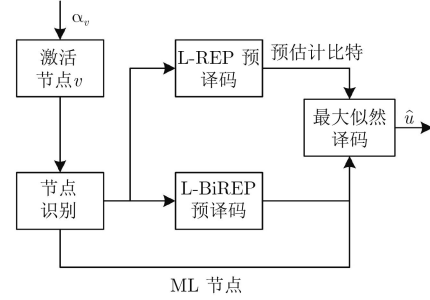 α_v
激活
节点v
L-REP 预
译码
预估计比特
最大似然
译码
û
节点
识别
L-BiREP
预译码
ML 节点